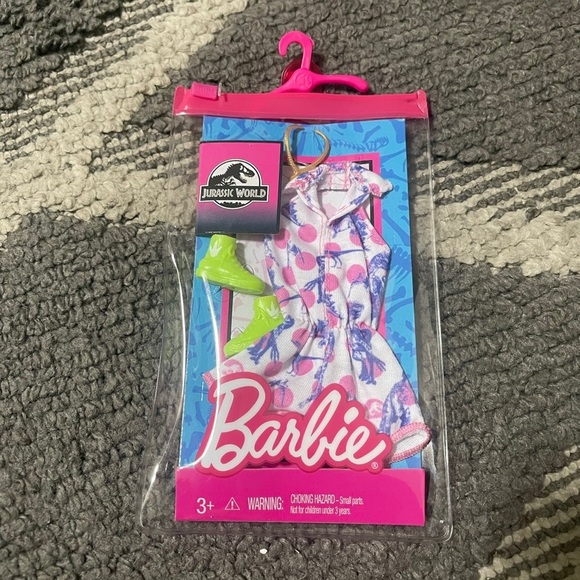 JURASSIC WORLD
Barbie®
3+ ⚠ WARNING: CHOKING HAZARD – Small parts.
Not for children under 3 years.